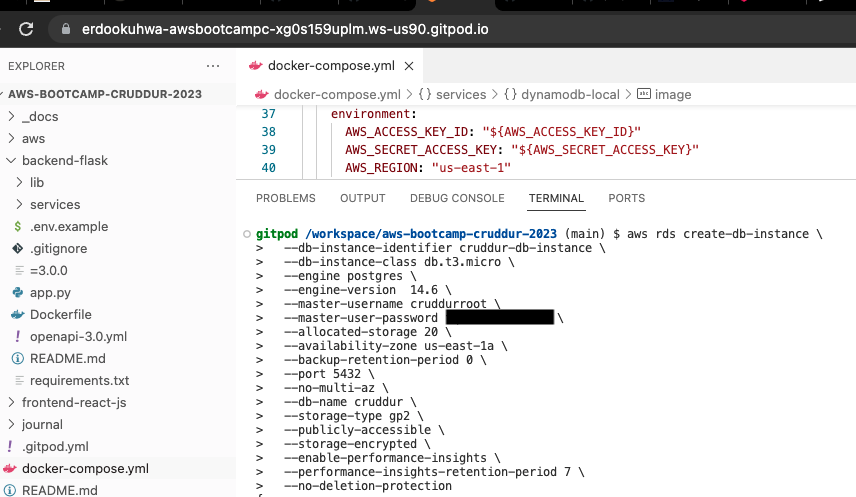 erdookuhwa-awsbootcampc-xg0s159uplm.ws-us90.gitpod.io
EXPLORER ···
AWS-BOOTCAMP-CRUDDUR-2023
_docs
aws
backend-flask
lib
services
$ .env.example
.gitignore
=3.0.0
app.py
Dockerfile
! openapi-3.0.yml
README.md
requirements.txt
frontend-react-js
journal
! .gitpod.yml
docker-compose.yml
README.md
docker-compose.yml ×
docker-compose.yml > {} services > {} dynamodb-local > image
37 environment:
38 AWS_ACCESS_KEY_ID: "${AWS_ACCESS_KEY_ID}"
39 AWS_SECRET_ACCESS_KEY: "${AWS_SECRET_ACCESS_KEY}"
40 AWS_REGION: "us-east-1"
PROBLEMS OUTPUT DEBUG CONSOLE TERMINAL PORTS
gitpod /workspace/aws-bootcamp-cruddur-2023 (main) $ aws rds create-db-instance \
> --db-instance-identifier cruddur-db-instance \
> --db-instance-class db.t3.micro \
> --engine postgres \
> --engine-version  14.6 \
> --master-username cruddurroot \
> --master-user-password \
> --allocated-storage 20 \
> --availability-zone us-east-1a \
> --backup-retention-period 0 \
> --port 5432 \
> --no-multi-az \
> --db-name cruddur \
> --storage-type gp2 \
> --publicly-accessible \
> --storage-encrypted \
> --enable-performance-insights \
> --performance-insights-retention-period 7 \
> --no-deletion-protection